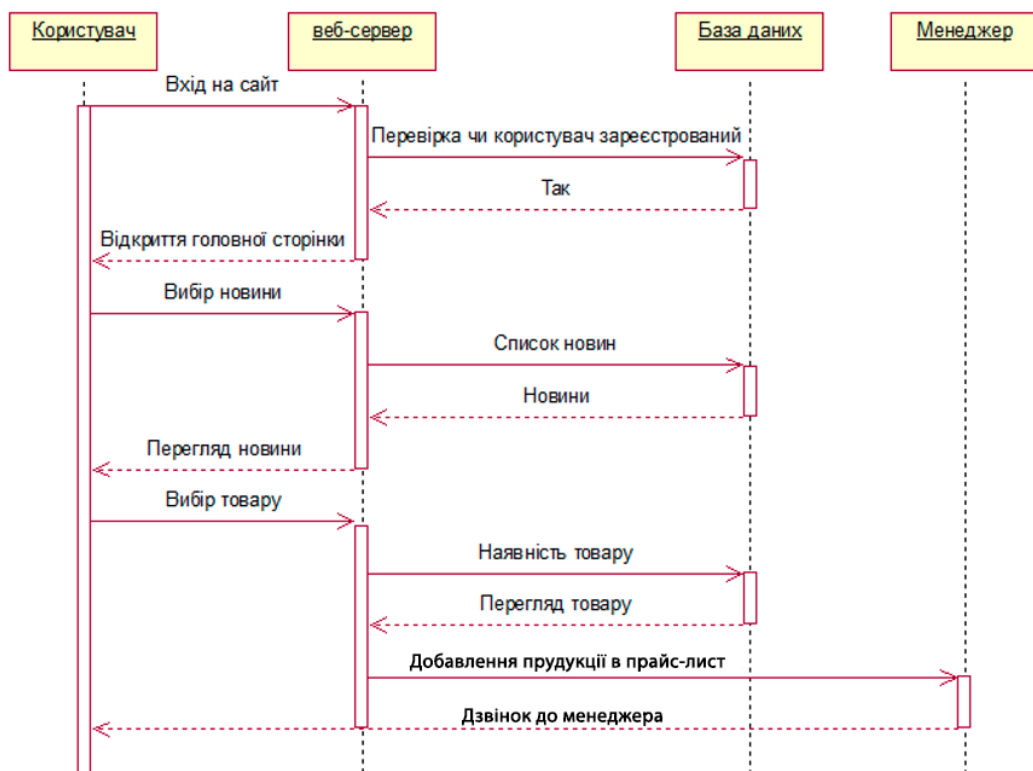 Користувач
веб-сервер
База даних
Менеджер
Вхід на сайт
Перевірка чи користувач зареєстрований
Так
Відкриття головної сторінки
Вибір новини
Список новин
Новини
Перегляд новини
Вибір товару
Наявність товару
Перегляд товару
Добавлення прудукції в прайс-лист
Дзвінок до менеджера